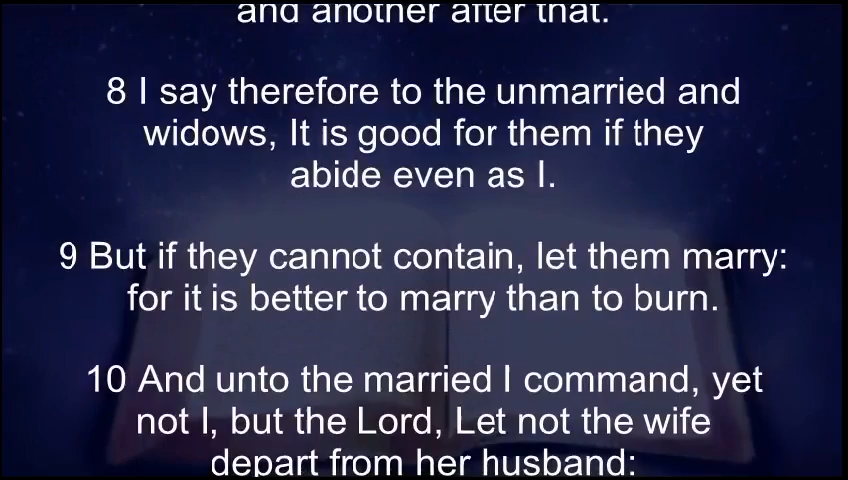 and another after that.
8 I say therefore to the unmarried and
widows, It is good for them if they
abide even as I.
9 But if they cannot contain, let them marry:
for it is better to marry than to burn.
10 And unto the married I command, yet
not I, but the Lord, Let not the wife
depart from her husband: